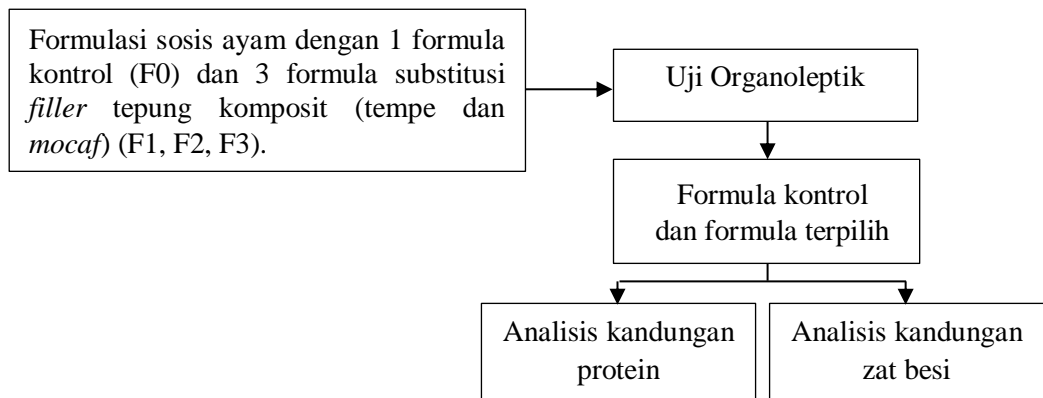 Formulasi sosis ayam dengan 1 formula
kontrol (F0) dan 3 formula substitusi
filler tepung komposit (tempe dan
mocaf) (F1, F2, F3).
Uji Organoleptik
Formula kontrol
dan formula terpilih
Analisis kandungan
protein
Analisis kandungan
zat besi